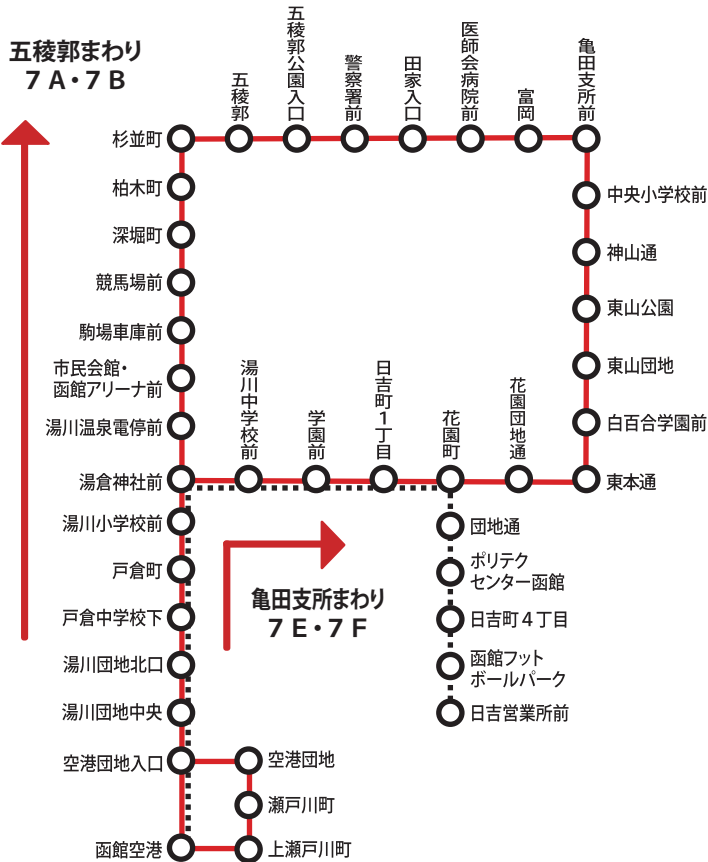 五稜郭まわり
７Ａ・７Ｂ
五稜郭
五稜郭公園入口
警察署前
田家入口
医師会病院前
富岡
亀田支所前
杉並町
柏木町
深堀町
競馬場前
駒場車庫前
市民会館・
函館アリーナ前
湯川温泉電停前
湯倉神社前
中央小学校前
神山通
東山公園
東山団地
白百合学園前
東本通
湯川中学校前
学園前
日吉町１丁目
花園町
花園団地通
湯川小学校前
戸倉町
戸倉中学校下
湯川団地北口
湯川団地中央
空港団地入口
函館空港
亀田支所まわり
７Ｅ・７Ｆ
団地通
ポリテク
センター函館
日吉町４丁目
函館フット
ボールパーク
日吉営業所前
空港団地
瀬戸川町
上瀬戸川町